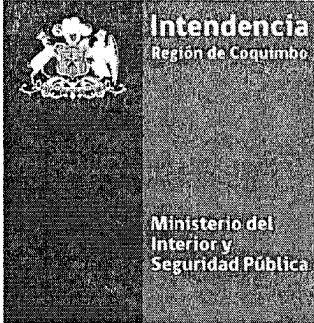 Intendencia
Región de Coquimbo
Ministerio del
Interior y
Seguridad Pública